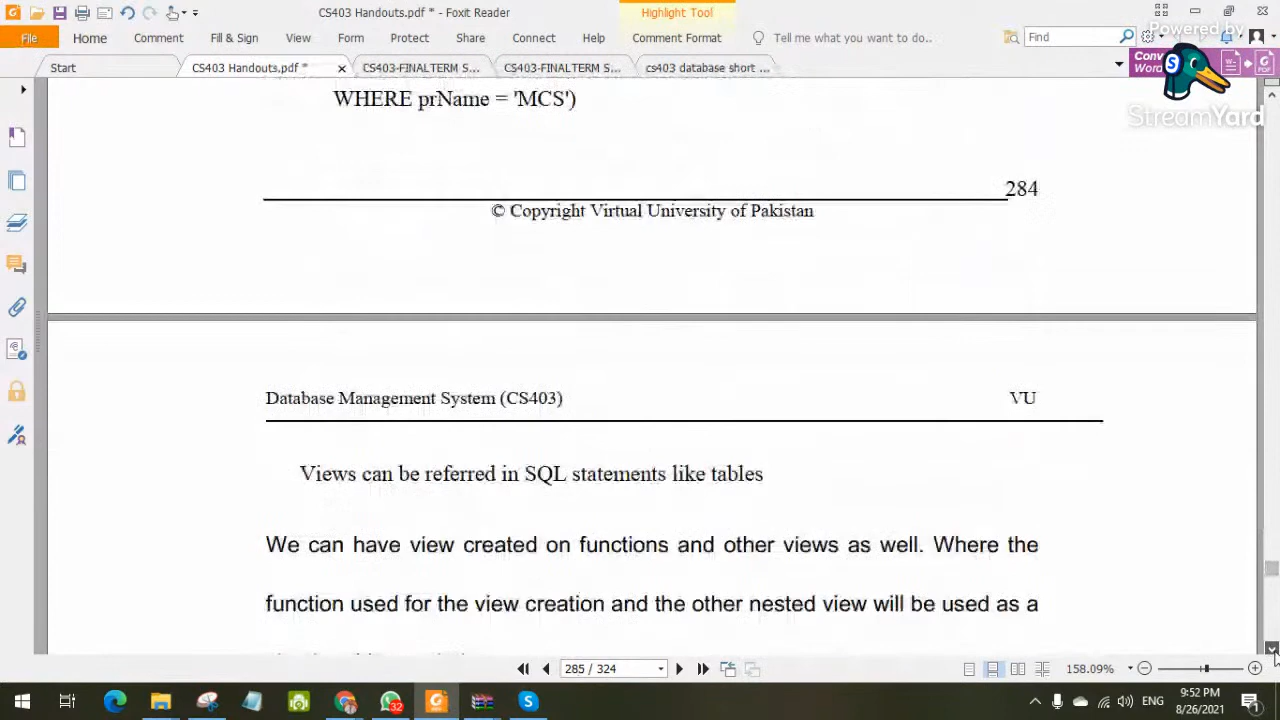 CS403 Handouts.pdf * - Foxit Reader
Highlight Tool
Powered by
File
Home
Comment
Fill & Sign
View
Form
Protect
Share
Connect
Help
Comment Format
Tell me what you want to do..
Find
Start
CS403 Handouts.pdf *
CS403-FINALTERM S...
CS403-FINALTERM S...
cs403 database short ...
StreamYard
WHERE prName = 'MCS')
284
© Copyright Virtual University of Pakistan
Database Management System (CS403)
VU
Views can be referred in SQL statements like tables
We can have view created on functions and other views as well. Where the
function used for the view creation and the other nested view will be used as a
285 / 324
158.09%
32
ENG
9:52 PM
8/26/2021